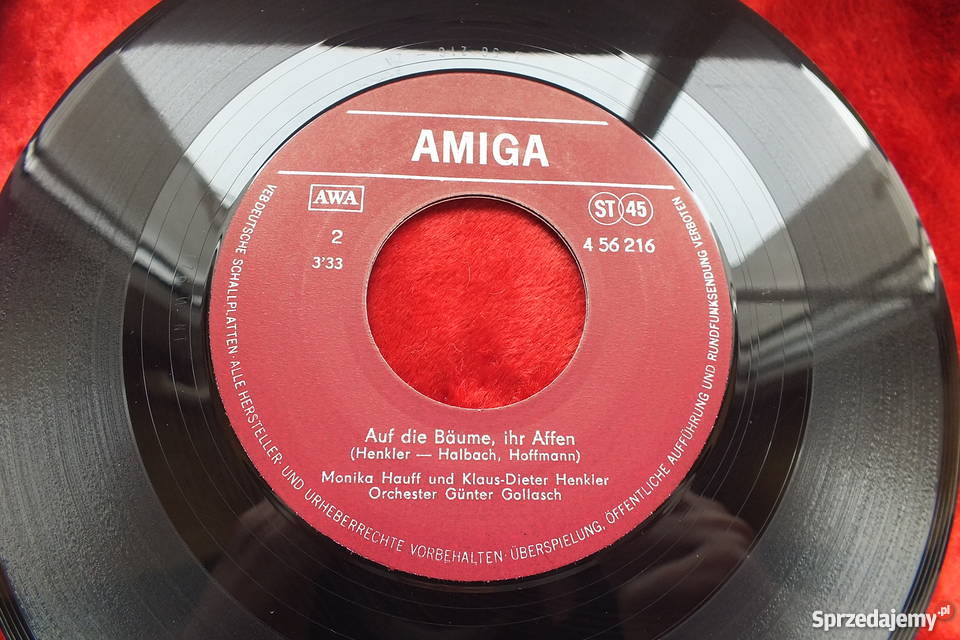 AMIGA
AWA
ST 45
2
4 56 216
3'33
Auf die Bäume, ihr Affen
(Henkler — Halbach, Hoffmann)
Monika Hauff und Klaus-Dieter Henkler
Orchester Günter Gollasch
VEB DEUTSCHE SCHALLPLATTEN · ALLE HERSTELLER- UND URHEBERRECHTE VORBEHALTEN · ÜBERSPIELUNG, ÖFFENTLICHE AUFFÜHRUNG UND RUNDFUNKSENDUNG VERBOTEN
Sprzedajemy.pl